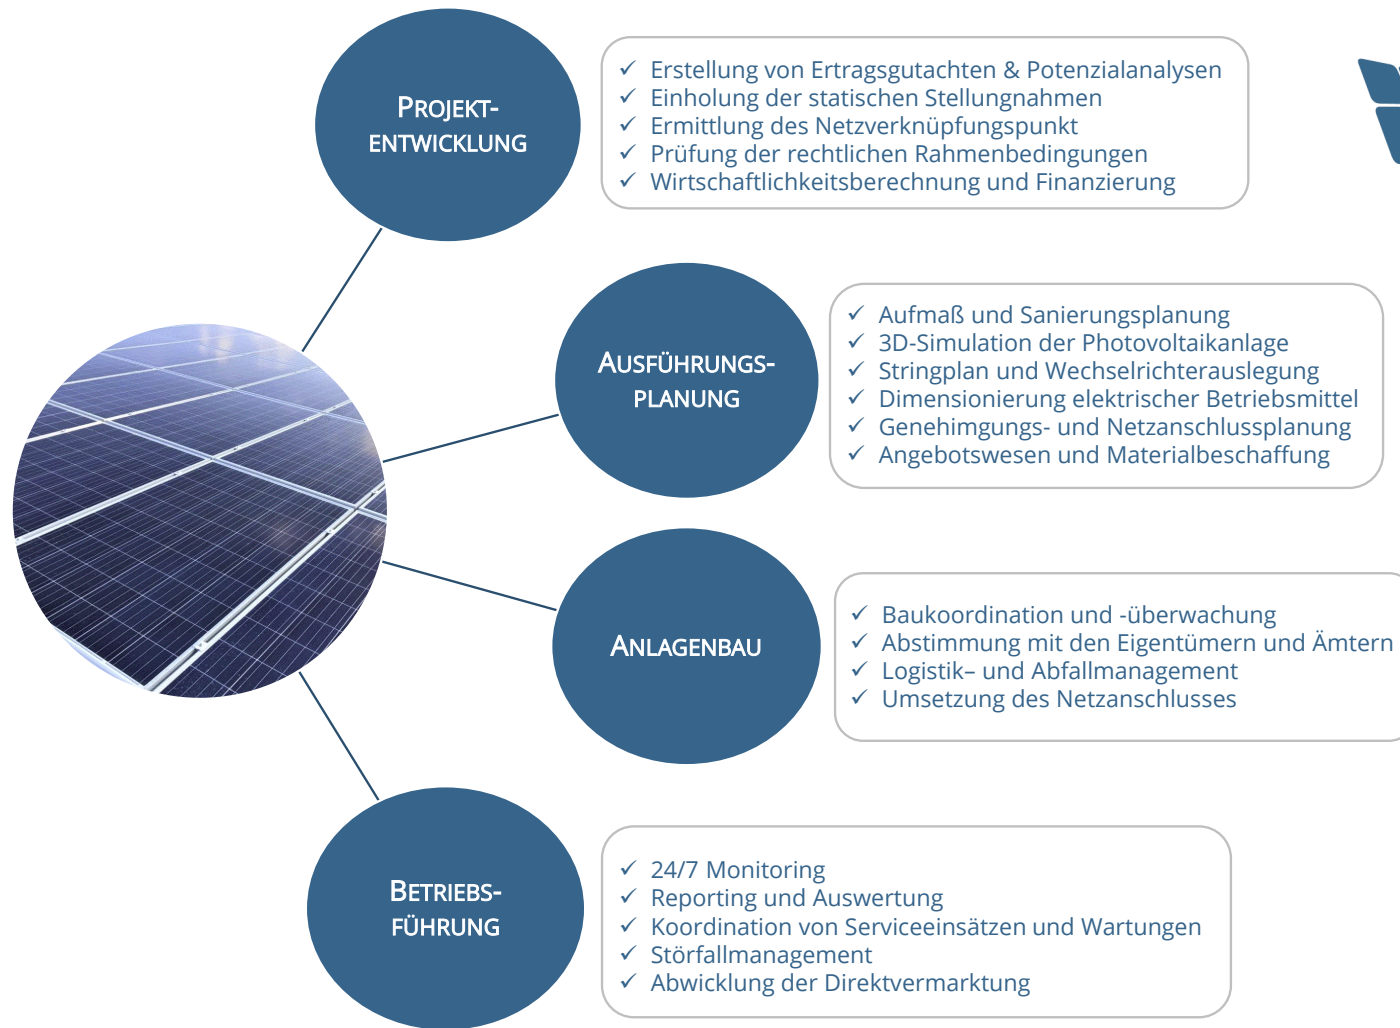 PROJEKT-
ENTWICKLUNG
✓ Erstellung von Ertragsgutachten & Potenzialanalysen
✓ Einholung der statischen Stellungnahmen
✓ Ermittlung des Netzverknüpfungspunkt
✓ Prüfung der rechtlichen Rahmenbedingungen
✓ Wirtschaftlichkeitsberechnung und Finanzierung
AUSFÜHRUNGS-
PLANUNG
✓ Aufmaß und Sanierungsplanung
✓ 3D-Simulation der Photovoltaikanlage
✓ Stringplan und Wechselrichterauslegung
✓ Dimensionierung elektrischer Betriebsmittel
✓ Genehimgungs- und Netzanschlussplanung
✓ Angebotswesen und Materialbeschaffung
ANLAGENBAU
✓ Baukoordination und -überwachung
✓ Abstimmung mit den Eigentümern und Ämtern
✓ Logistik– und Abfallmanagement
✓ Umsetzung des Netzanschlusses
BETRIEBS-
FÜHRUNG
✓ 24/7 Monitoring
✓ Reporting und Auswertung
✓ Koordination von Serviceeinsätzen und Wartungen
✓ Störfallmanagement
✓ Abwicklung der Direktvermarktung